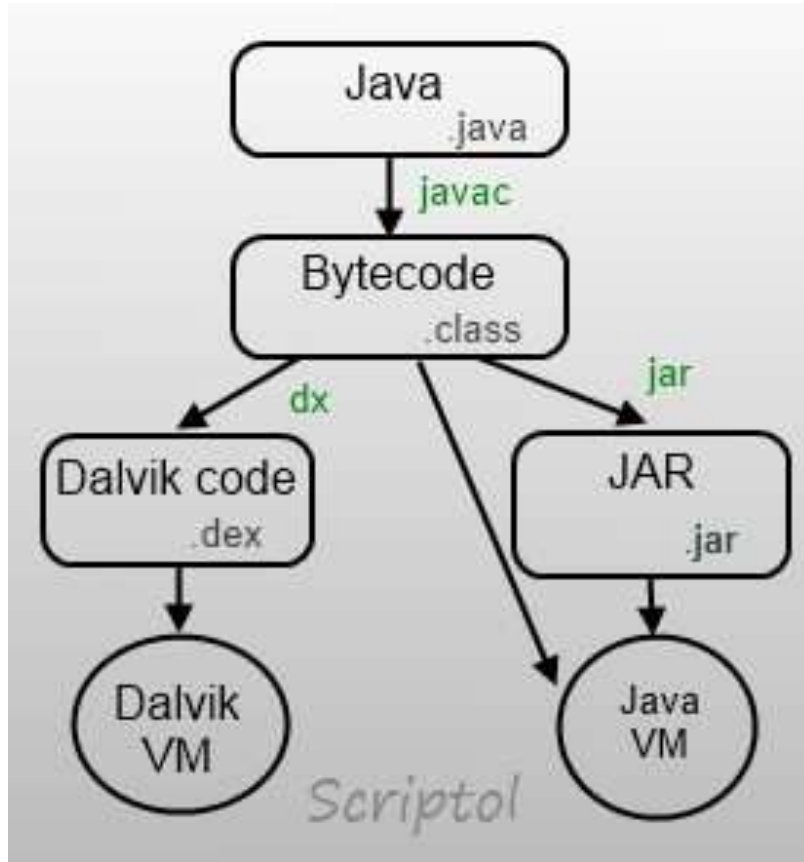 Java
.java
javac
Bytecode
.class
dx
jar
Dalvik code
.dex
JAR
.jar
Dalvik
VM
Java
VM
Scriptol